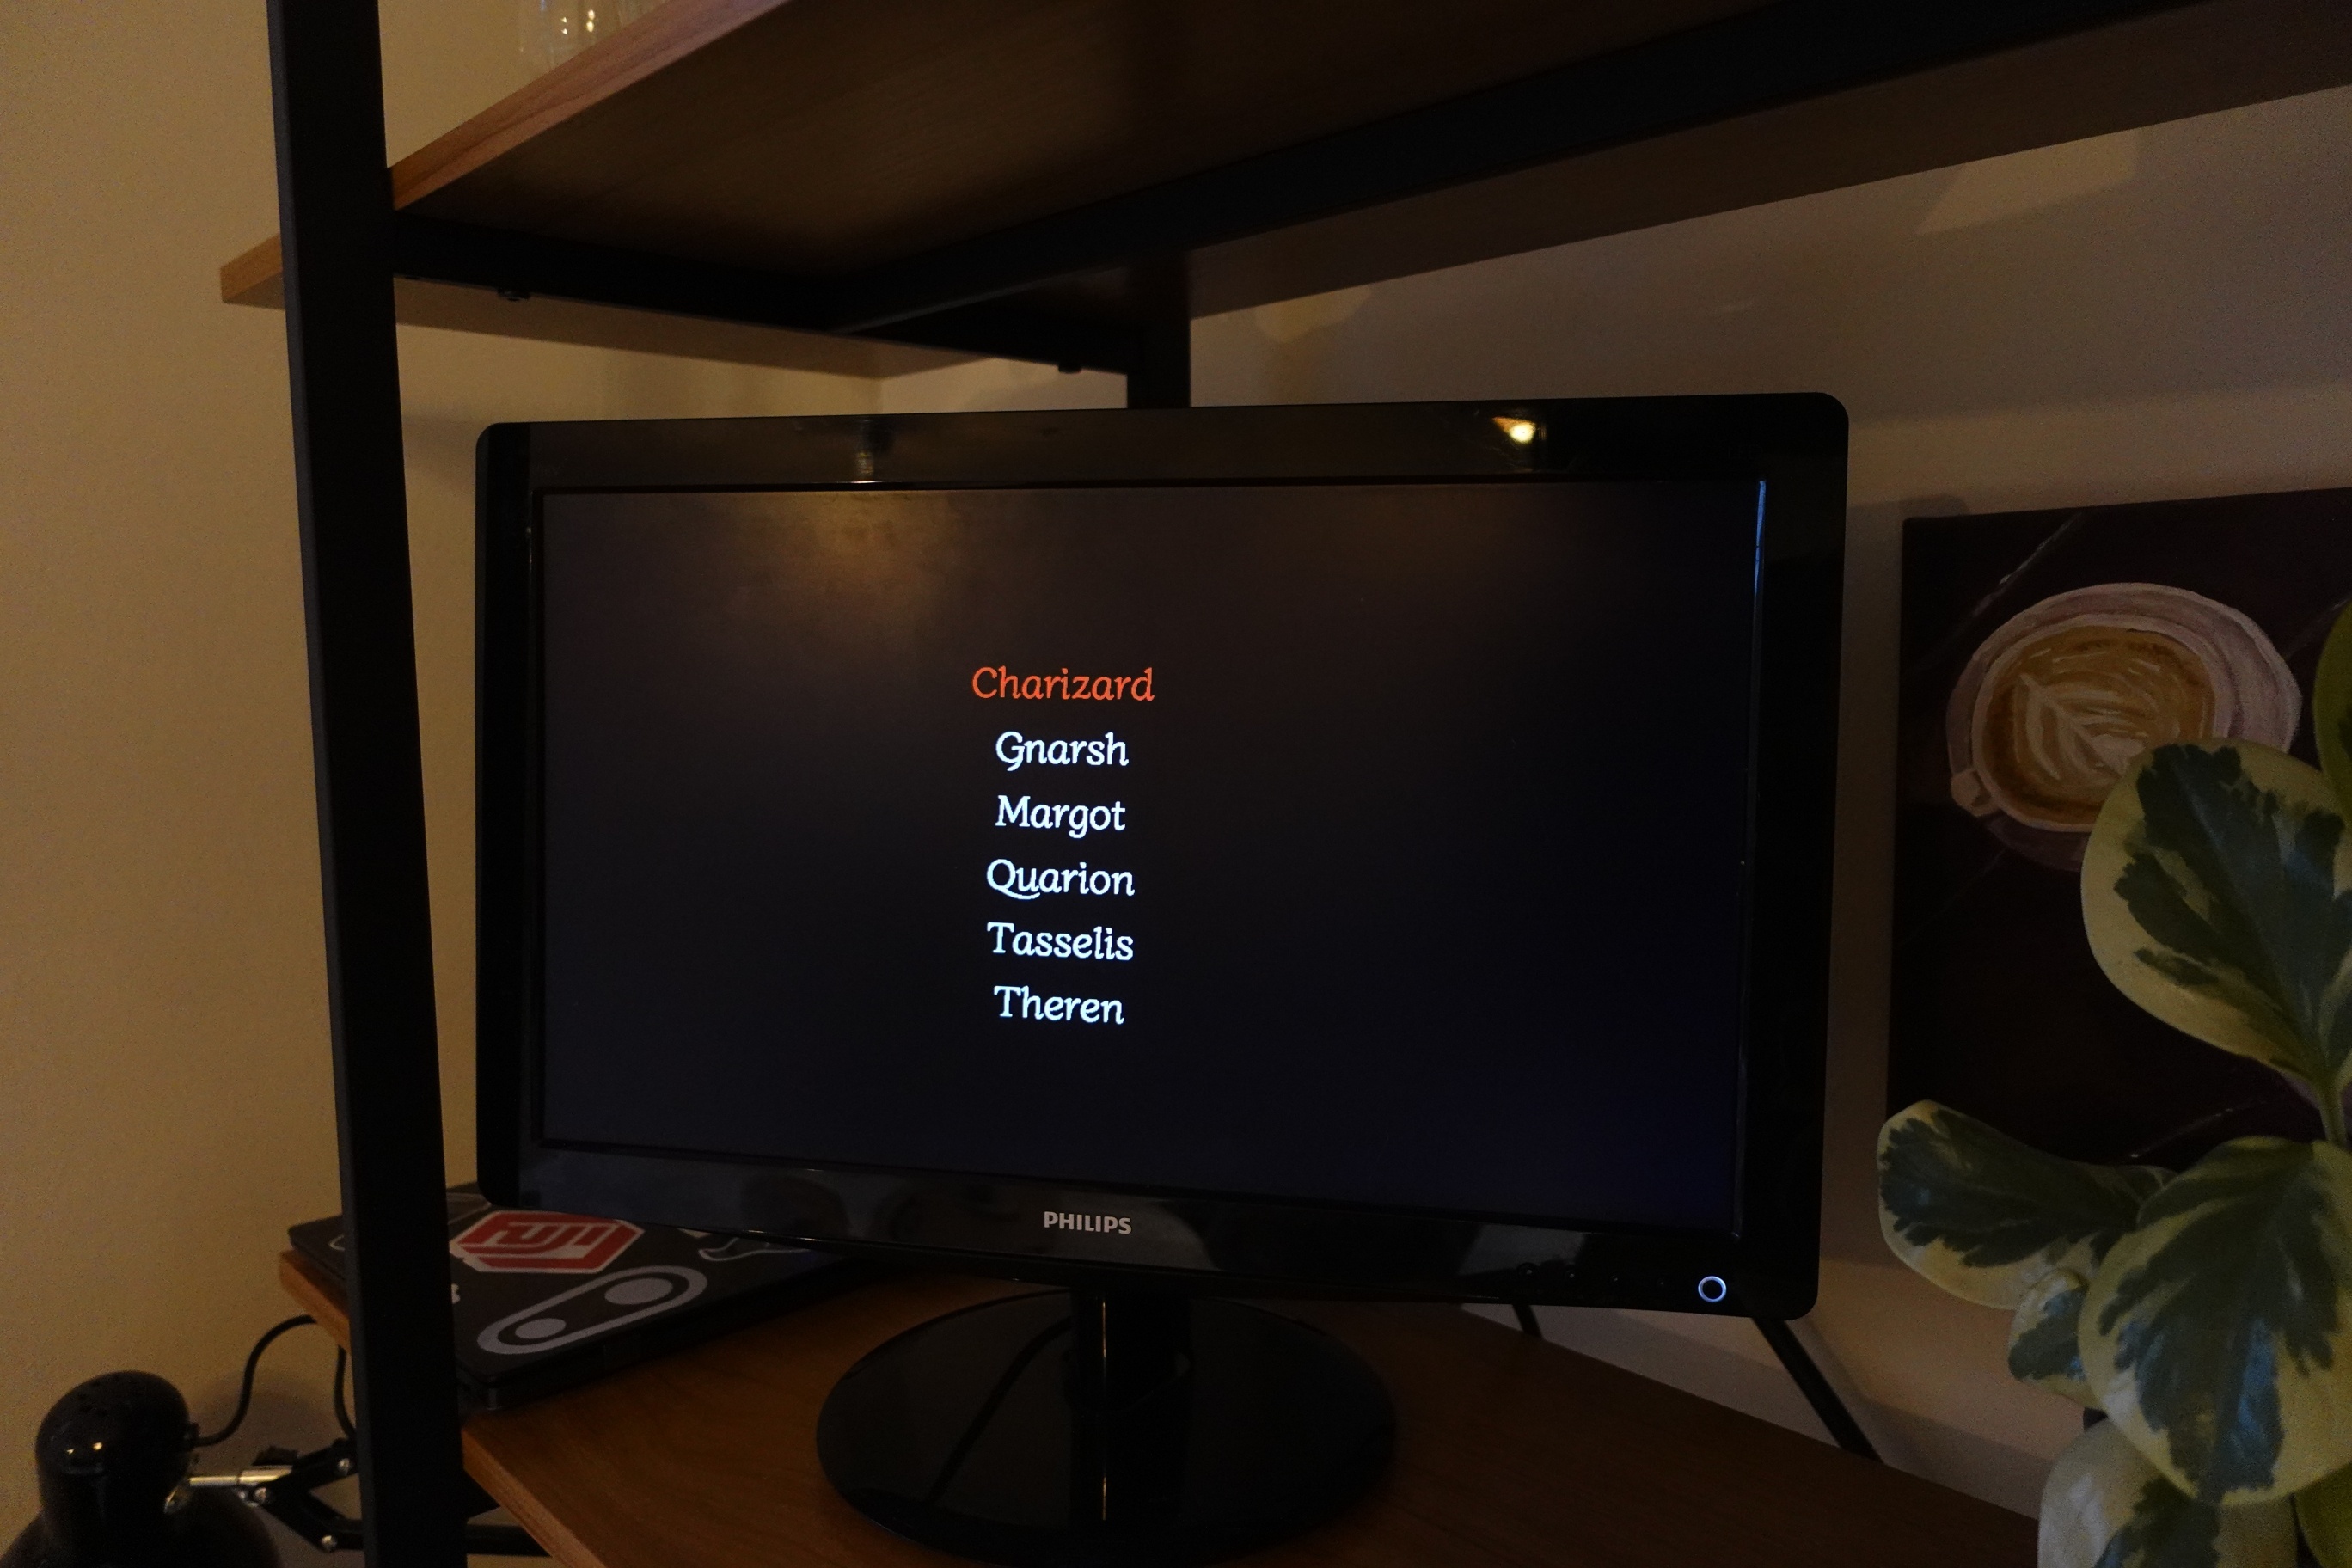 Charizard
Gnarsh
Margot
Quarion
Tasselis
Theren
PHILIPS